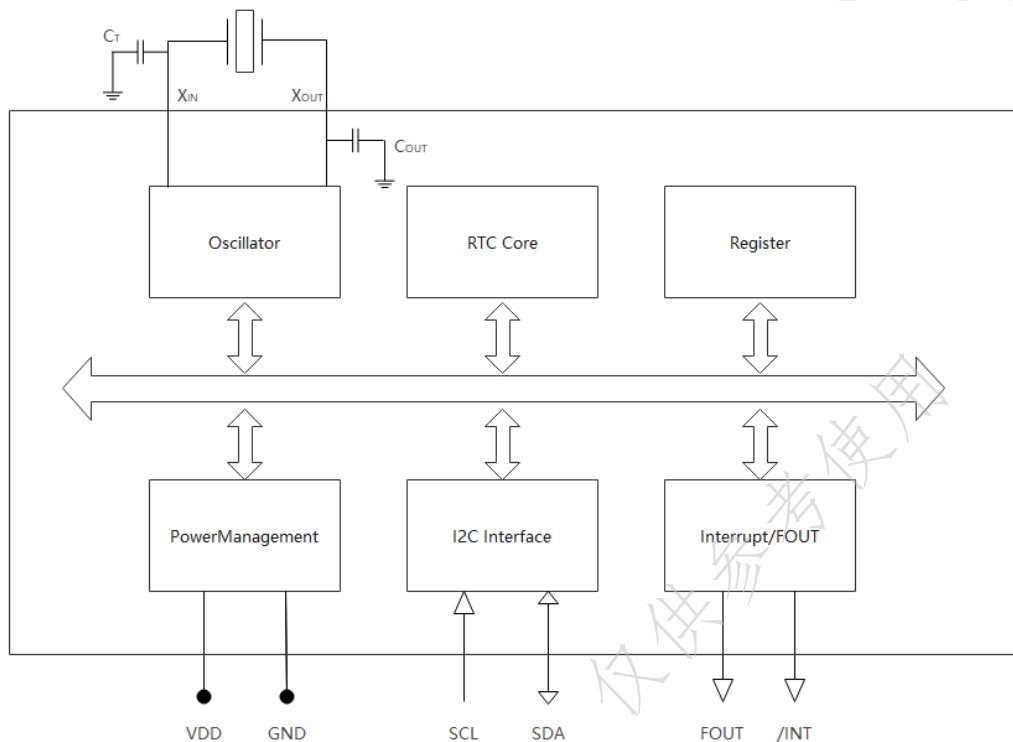 CT
XIN XOUT
COUT
Oscillator RTC Core Register
PowerManagement I2C Interface Interrupt/FOUT
VDD GND SCL SDA FOUT /INT
仅供参考使用